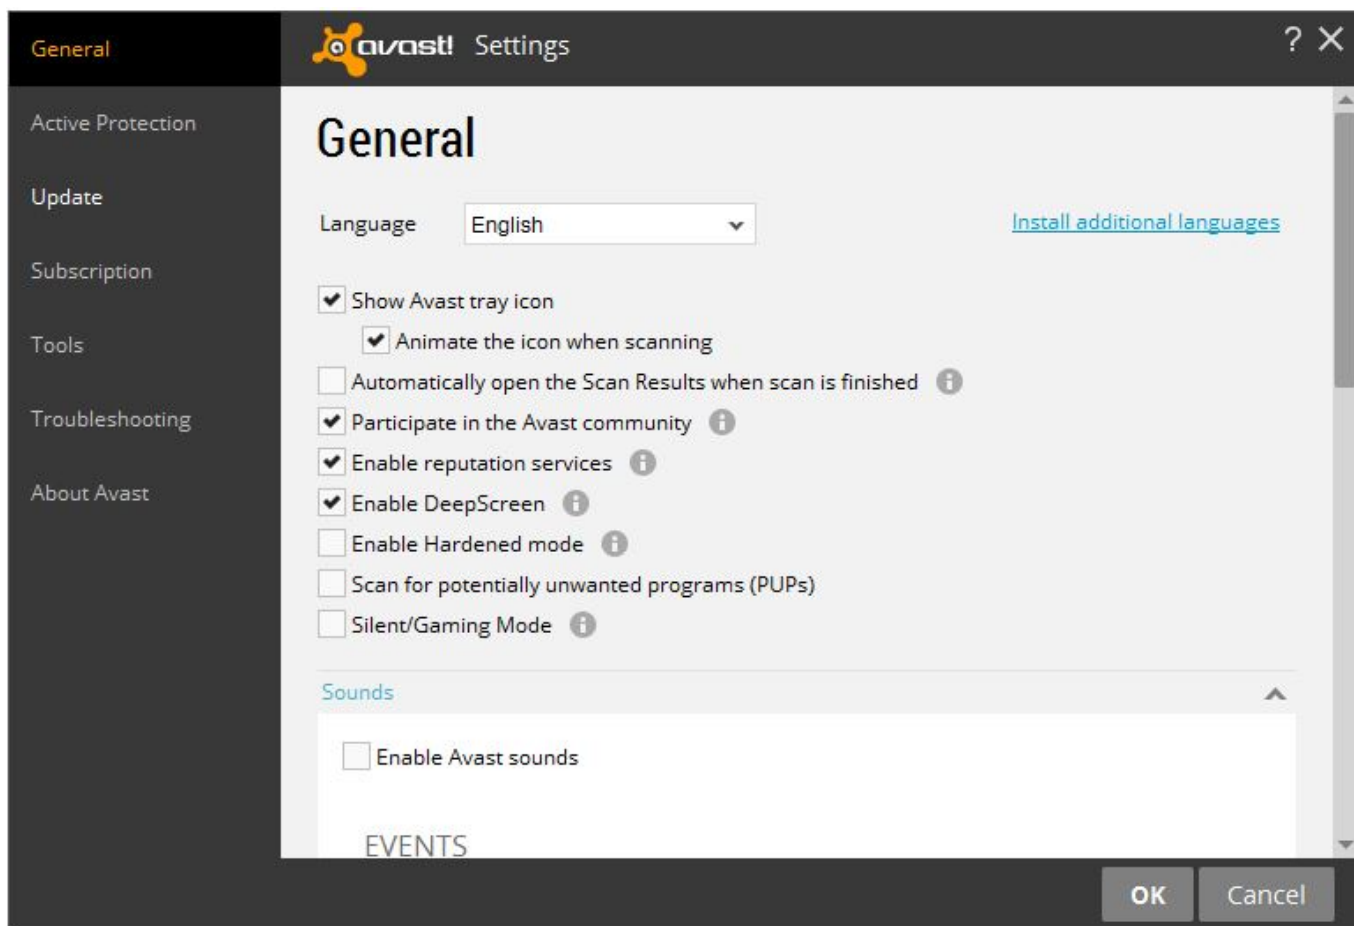 General
avast! Settings ?
Active Protection
Update
Subscription
Tools
Troubleshooting
About Avast
General
Language English Install additional languages
Show Avast tray icon
Animate the icon when scanning
Automatically open the Scan Results when scan is finished
Participate in the Avast community
Enable reputation services
Enable DeepScreen
Enable Hardened mode
Scan for potentially unwanted programs (PUPs)
Silent/Gaming Mode
Sounds
Enable Avast sounds
EVENTS
OK Cancel